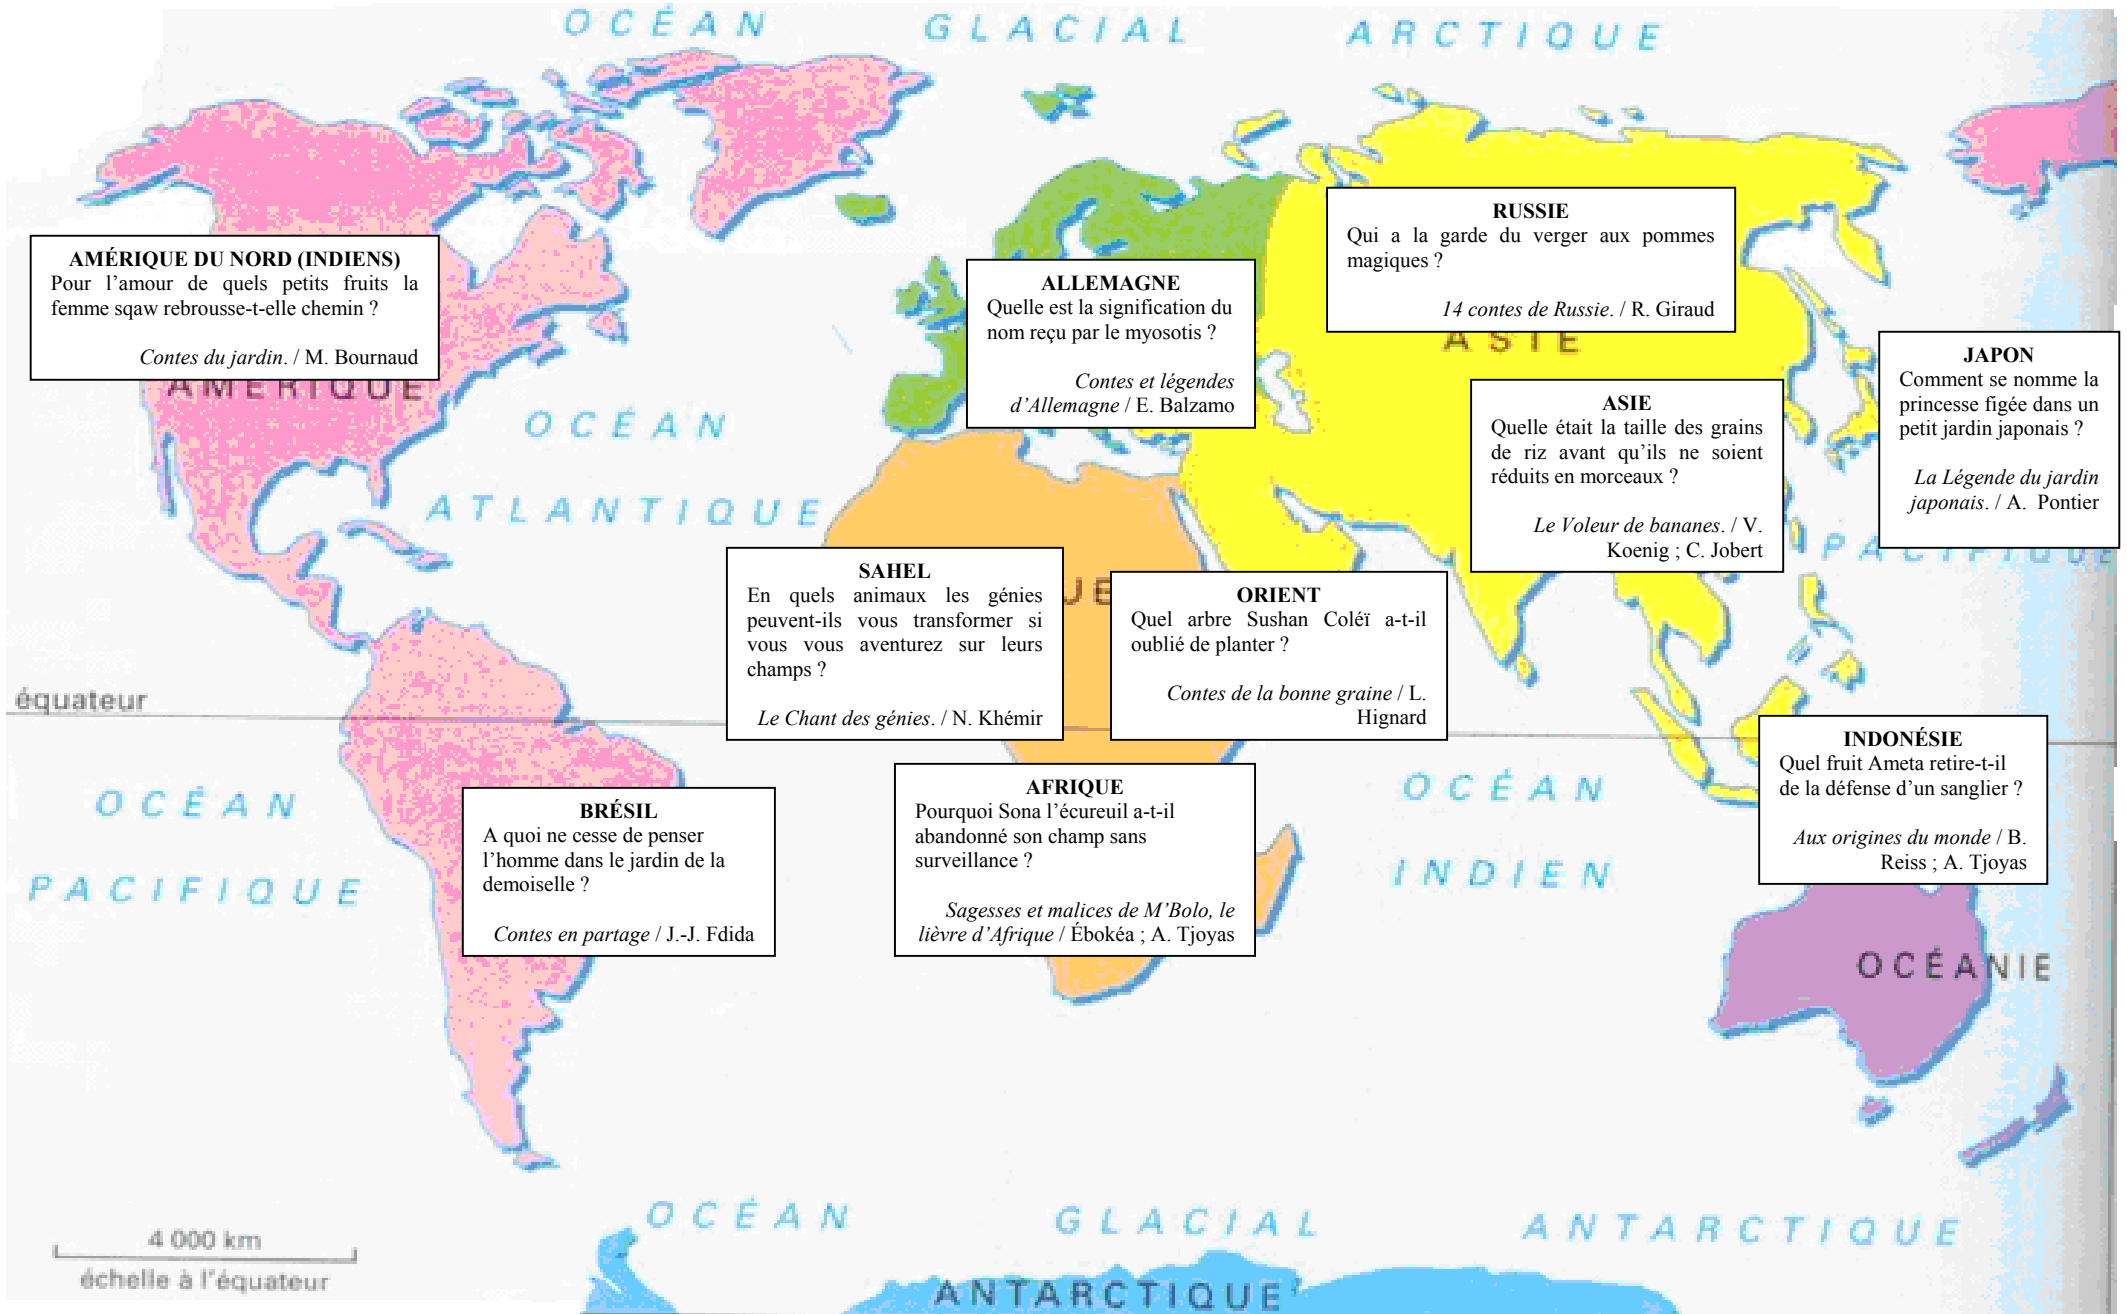 OCÉAN GLACIAL ARCTIQUE
AMÉRIQUE DU NORD (INDIENS)
Pour l’amour de quels petits fruits la
femme sqaw rebrousse-t-elle chemin ?
Contes du jardin. / M. Bournaud
AMÉRIQUE
RUSSIE
Qui a la garde du verger aux pommes
magiques ?
14 contes de Russie. / R. Giraud
ASIE
ALLEMAGNE
Quelle est la signification du
nom reçu par le myosotis ?
Contes et légendes
d’Allemagne / E. Balzamo
JAPON
Comment se nomme la
princesse figée dans un
petit jardin japonais ?
La Légende du jardin
japonais. / A. Pontier
ASIE
Quelle était la taille des grains
de riz avant qu’ils ne soient
réduits en morceaux ?
Le Voleur de bananes. / V.
Koenig ; C. Jobert
OCÉAN
ATLANTIQUE
PACIFIQUE
SAHEL
En quels animaux les génies
peuvent-ils vous transformer si
vous vous aventurez sur leurs
champs ?
Le Chant des génies. / N. Khémir
UE
ORIENT
Quel arbre Sushan Coléï a-t-il
oublié de planter ?
Contes de la bonne graine / L.
Hignard
équateur
INDONÉSIE
Quel fruit Ameta retire-t-il
de la défense d’un sanglier ?
Aux origines du monde / B.
Reiss ; A. Tjoyas
OCÉAN
PACIFIQUE
BRÉSIL
A quoi ne cesse de penser
l’homme dans le jardin de la
demoiselle ?
Contes en partage / J.-J. Fdida
AFRIQUE
Pourquoi Sona l’écureuil a-t-il
abandonné son champ sans
surveillance ?
Sagesses et malices de M’Bolo, le
lièvre d’Afrique / Ébokéa ; A. Tjoyas
OCÉAN
INDIEN
OCÉANIE
OCÉAN GLACIAL ANTARCTIQUE
4 000 km
échelle à l’équateur
ANTARCTIQUE